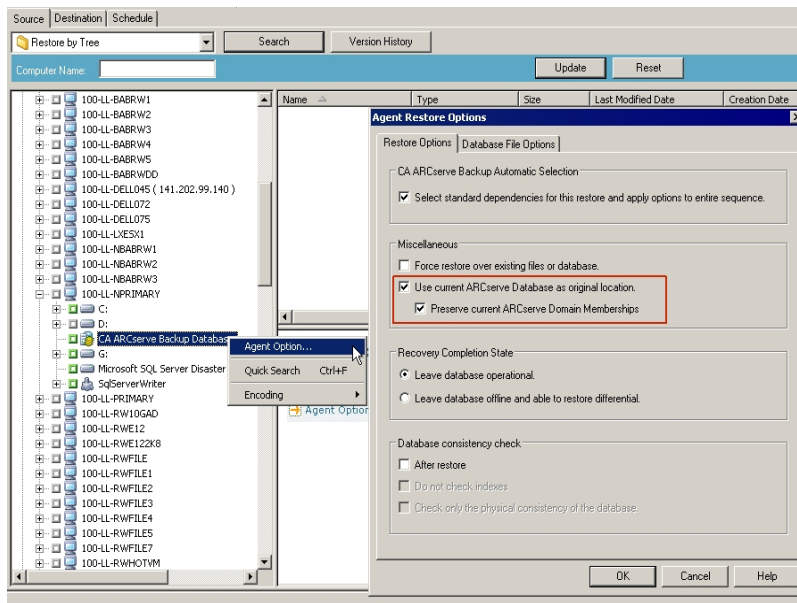 Source Destination Schedule
Restore by Tree Search Version History
Computer Name: Update Reset
Name Type Size Last Modified Date Creation Date
100-LL-BABRW1
100-LL-BABRW2
100-LL-BABRW3
100-LL-BABRW4
100-LL-BABRW5
100-LL-BABRWDD
100-LL-DELL045 ( 141.202.99.140 )
100-LL-DELL072
100-LL-DELL075
100-LL-LXESX1
100-LL-NBABRW1
100-LL-NBABRW2
100-LL-NBABRW3
100-LL-NPRIMARY
C:
D:
CA ARCserve Backup Databas
G:
Microsoft SQL Server Disaster
SqlServerWriter
100-LL-PRIMARY
100-LL-RW10GAD
100-LL-RWE12
100-LL-RWE122K8
100-LL-RWFILE
100-LL-RWFILE1
100-LL-RWFILE2
100-LL-RWFILE3
100-LL-RWFILE4
100-LL-RWFILE5
100-LL-RWFILE7
100-LL-RWHOTVM
Agent Option...
Quick Search Ctrl+F
Encoding
Agent Option
Agent Restore Options
Restore Options Database File Options
CA ARCserve Backup Automatic Selection
Select standard dependencies for this restore and apply options to entire sequence.
Miscellaneous
Force restore over existing files or database.
Use current ARCserve Database as original location.
Preserve current ARCserve Domain Memberships
Recovery Completion State
Leave database operational.
Leave database offline and able to restore differential.
Database consistency check
After restore
Do not check indexes
Check only the physical consistency of the database.
OK Cancel Help